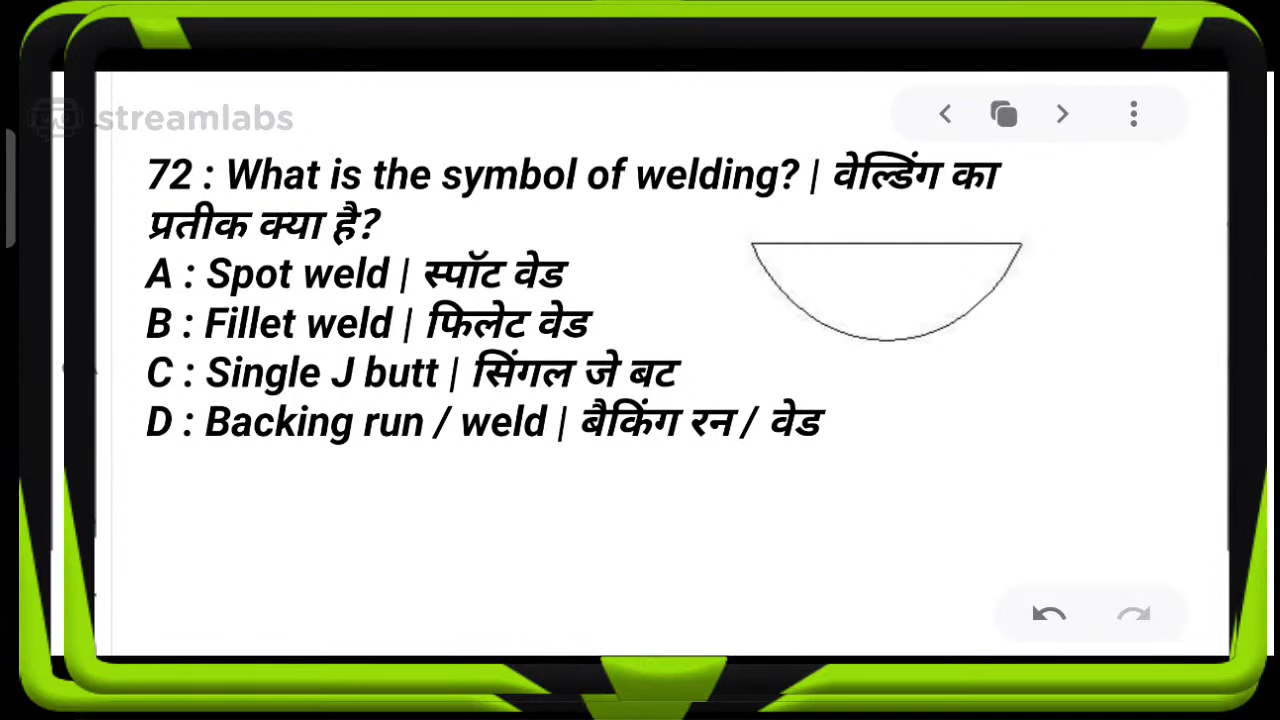 streamlabs
72 : What is the symbol of welding? | वेल्डिंग का
प्रतीक क्या है?
A : Spot weld | स्पॉट वेड
B : Fillet weld | फिलेट वेड
C : Single J butt | सिंगल जे बट
D : Backing run / weld | बैकिंग रन / वेड